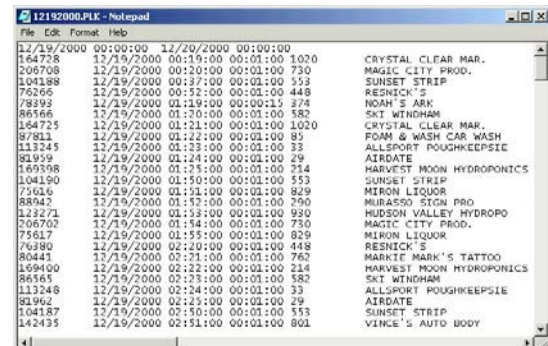 12192000.PLK - Notepad
File Edit Format Help
12/19/2000 00:00:00 12/20/2000 00:00:00
164728 12/19/2000 00:19:00 00:01:00 1020 CRYSTAL CLEAR MAR.
206708 12/19/2000 00:20:00 00:01:00 730 MAGIC CITY PROD.
104188 12/19/2000 00:37:00 00:01:00 553 SUNSET STRIP
76266 12/19/2000 00:52:00 00:01:00 448 RESNICK'S
78393 12/19/2000 01:19:00 00:00:15 374 NOAH'S ARK
86566 12/19/2000 01:20:00 00:01:00 582 SKI WINDHAM
164725 12/19/2000 01:21:00 00:01:00 1020 CRYSTAL CLEAR MAR.
87811 12/19/2000 01:22:00 00:01:00 85 FOAM & WASH CAR WASH
113245 12/19/2000 01:23:00 00:01:00 33 ALLSPORT POUGHKEEPSIE
81959 12/19/2000 01:24:00 00:01:00 29 AIRDATE
169398 12/19/2000 01:25:00 00:01:00 214 HARVEST MOON HYDROPONICS
104190 12/19/2000 01:50:00 00:01:00 553 SUNSET STRIP
75616 12/19/2000 01:51:00 00:01:00 829 MIRON LIQUOR
88942 12/19/2000 01:52:00 00:01:00 290 MURASSO SIGN PRO
123271 12/19/2000 01:53:00 00:01:00 930 HUDSON VALLEY HYDROPO
206702 12/19/2000 01:54:00 00:01:00 730 MAGIC CITY PROD.
75617 12/19/2000 01:55:00 00:01:00 829 MIRON LIQUOR
76380 12/19/2000 02:20:00 00:01:00 448 RESNICK'S
80441 12/19/2000 02:21:00 00:01:00 762 MARKIE MARK'S TATTOO
169400 12/19/2000 02:22:00 00:01:00 214 HARVEST MOON HYDROPONICS
86565 12/19/2000 02:23:00 00:01:00 582 SKI WINDHAM
113248 12/19/2000 02:24:00 00:01:00 33 ALLSPORT POUGHKEEPSIE
81962 12/19/2000 02:25:00 00:01:00 29 AIRDATE
104187 12/19/2000 02:50:00 00:01:00 553 SUNSET STRIP
142435 12/19/2000 02:51:00 00:01:00 801 VINCE'S AUTO BODY